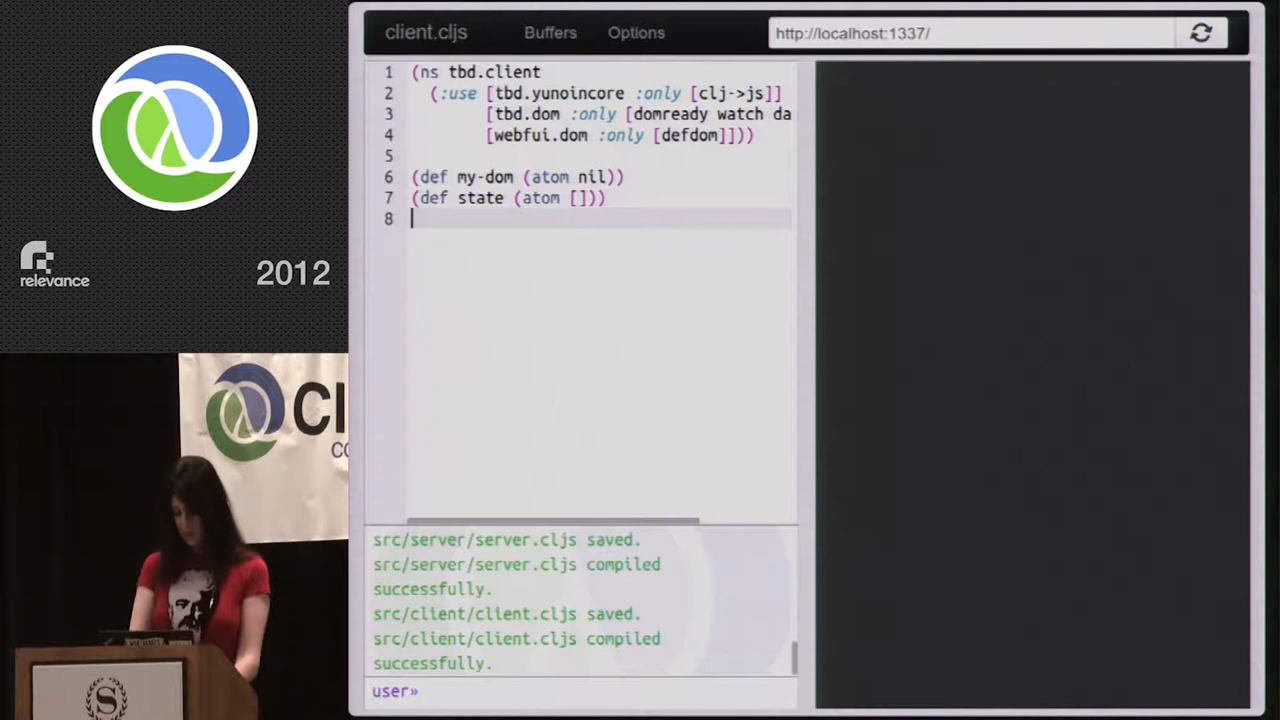 client.cljs
Buffers
Options
http://localhost:1337/
1 (ns tbd.client
2 (:use [tbd.yunoincore :only [clj->js]]
3 [tbd.dom :only [domready watch da
4 [webfui.dom :only [defdom]]))
5
6 (def my-dom (atom nil))
7 (def state (atom []))
8
src/server/server.cljs saved.
src/server/server.cljs compiled
successfully.
src/client/client.cljs saved.
src/client/client.cljs compiled
successfully.
user»
relevance
2012
Cl
CO
S